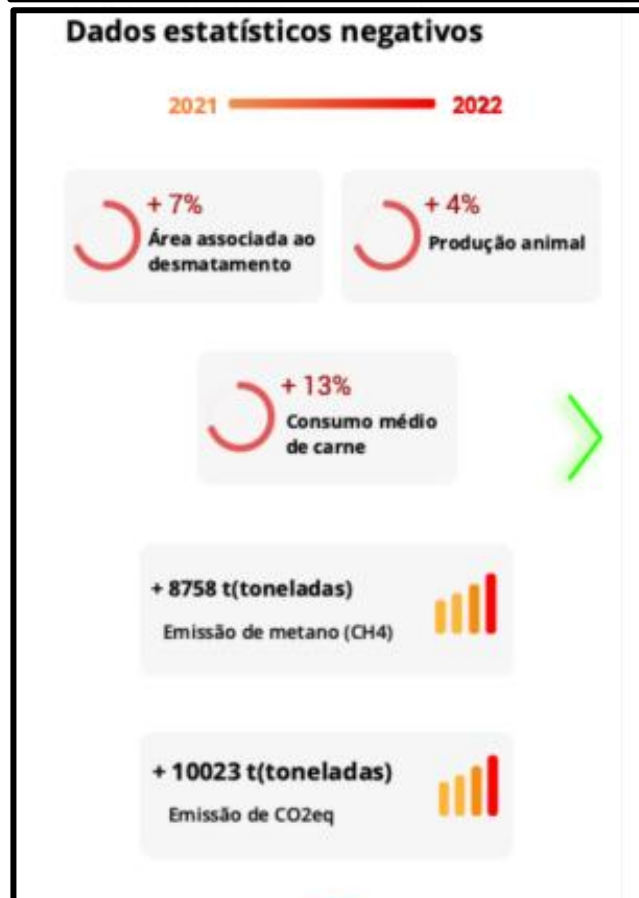 Dados estatísticos negativos
2021 2022
+ 7%
Área associada ao
desmatamento
+ 4%
Produção animal
+ 13%
Consumo médio
de carne
+ 8758 t(toneladas)
Emissão de metano (CH4)
+ 10023 t(toneladas)
Emissão de CO2eq